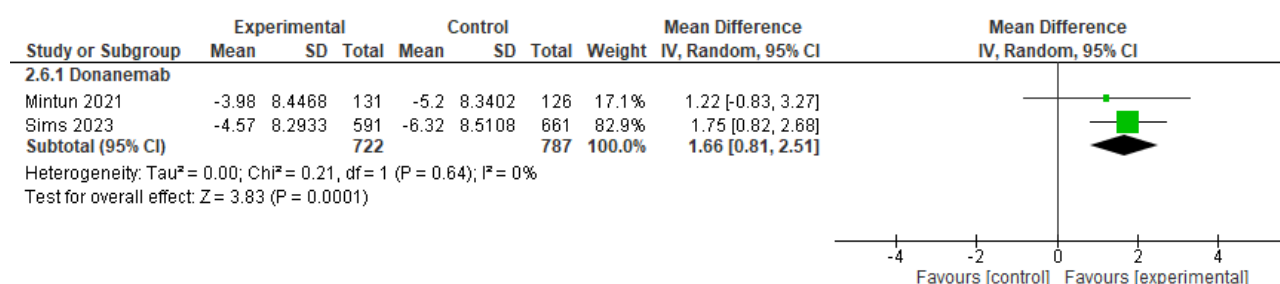 Experimental Control Mean Difference Mean Difference
Study or Subgroup Mean SD Total Mean SD Total Weight IV, Random, 95% CI IV, Random, 95% CI
2.6.1 Donanemab
Mintun 2021 -3.98 8.4468 131 -5.2 8.3402 126 17.1% 1.22 [-0.83, 3.27]
Sims 2023 -4.57 8.2933 591 -6.32 8.5108 661 82.9% 1.75 [0.82, 2.68]
Subtotal (95% CI) 722 787 100.0% 1.66 [0.81, 2.51]
Heterogeneity: Tau² = 0.00; Chi² = 0.21, df = 1 (P = 0.64); I² = 0%
Test for overall effect: Z = 3.83 (P = 0.0001)
-4 -2 0 2 4
Favours [control] Favours [experimental]